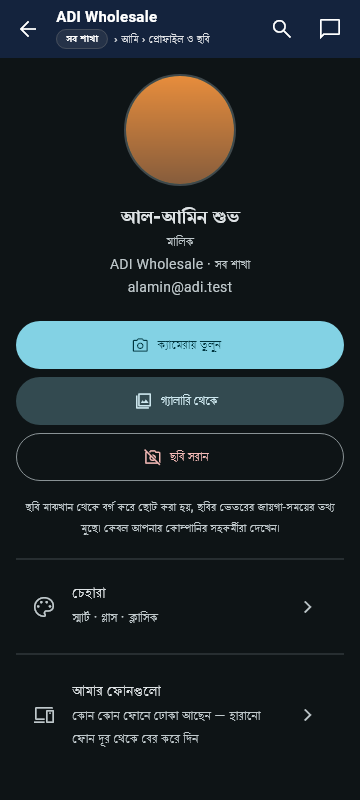 ADI Wholesale
সব শাখা › আমি › প্রোফাইল ও ছবি
আল-আমিন শুভ
মালিক
ADI Wholesale · সব শাখা
alamin@adi.test
ক্যামেরায় তুলুন
গ্যালারি থেকে
ছবি সরান
ছবি মাঝখান থেকে বর্গ করে ছোট করা হয়, ছবির ভেতরের জায়গা-সময়ের তথ্য
মুছে। কেবল আপনার কোম্পানির সহকর্মীরা দেখেন।
চেহারা
স্মার্ট · গ্লাস · ক্লাসিক
আমার ফোনগুলো
কোন কোন ফোনে ঢোকা আছেন — হারানো
ফোন দূর থেকে বের করে দিন